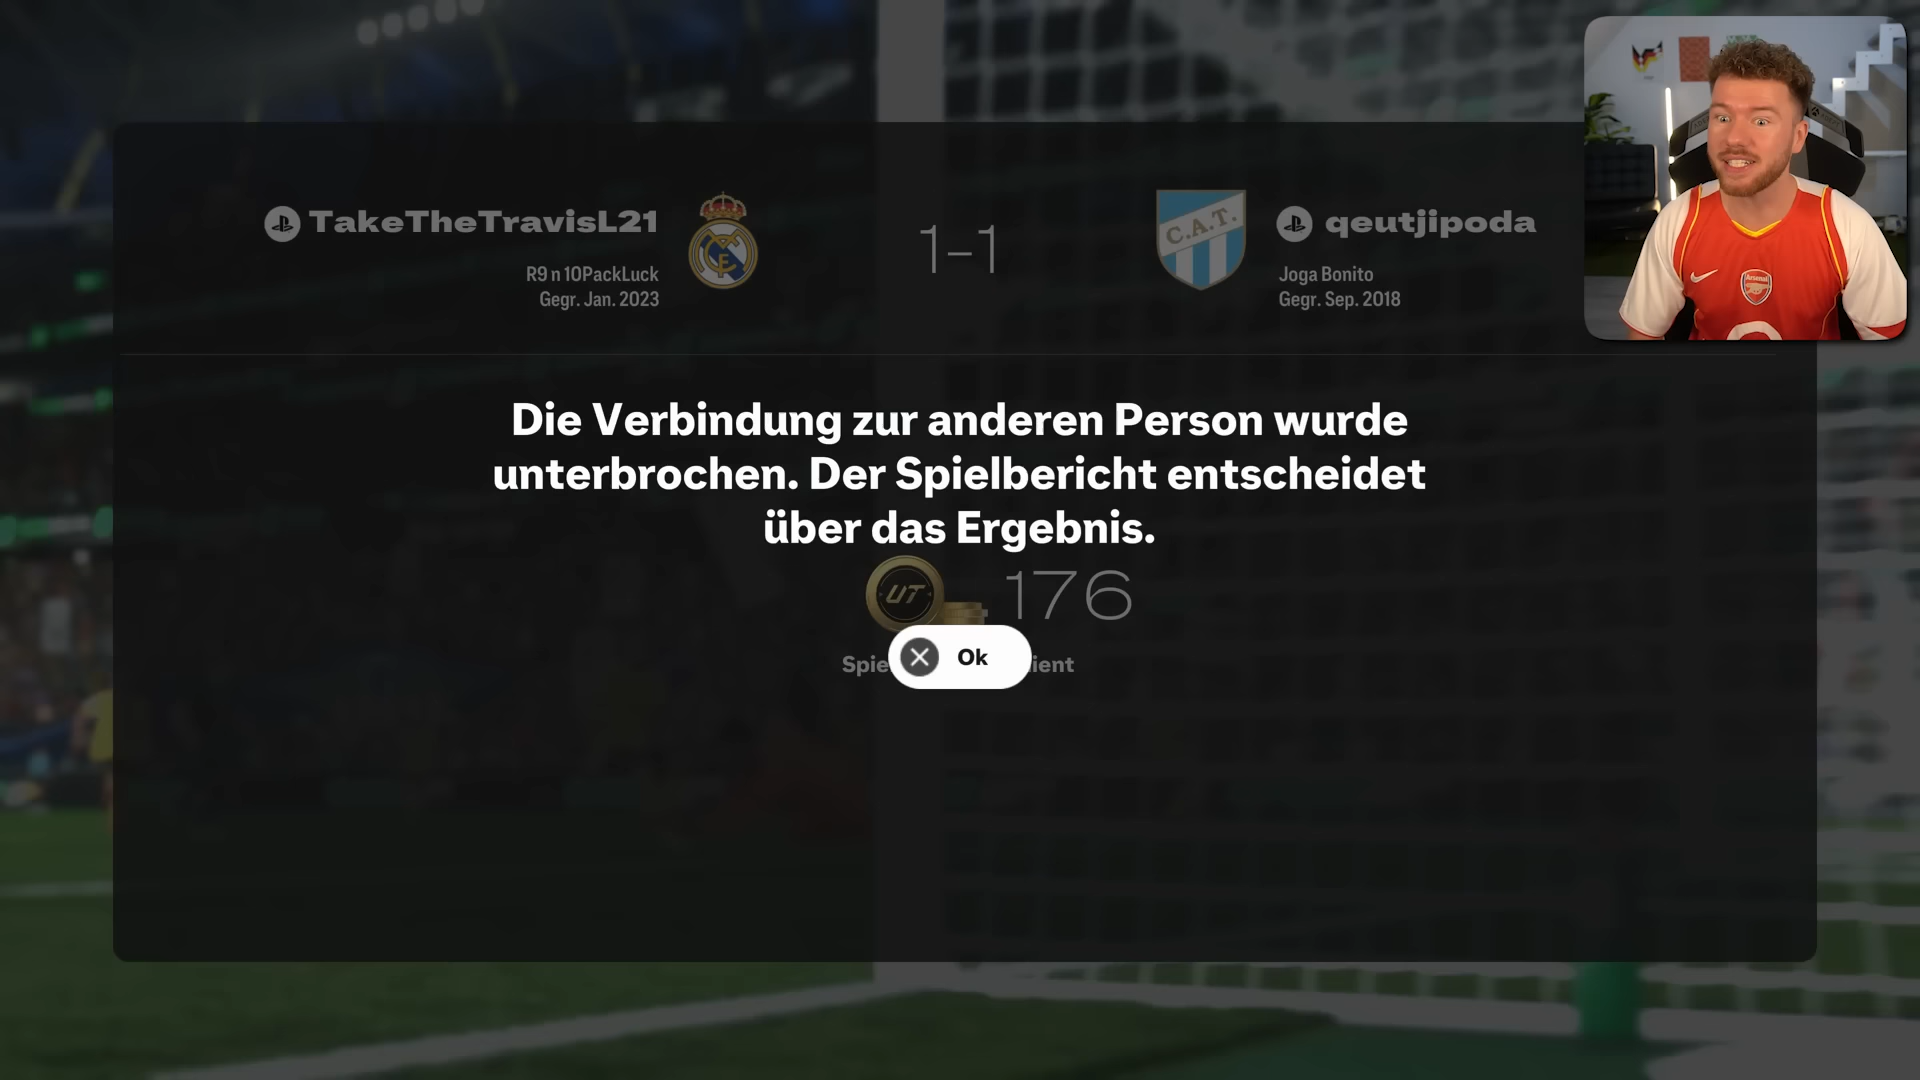 TakeTheTravisL21
R9 n 10PackLuck
Gegr. Jan. 2023
1-1
C.A.T.
qeutjipoda
Joga Bonito
Gegr. Sep. 2018
Arsenal
Die Verbindung zur anderen Person wurde
unterbrochen. Der Spielbericht entscheidet
über das Ergebnis.
UT
176
Ok